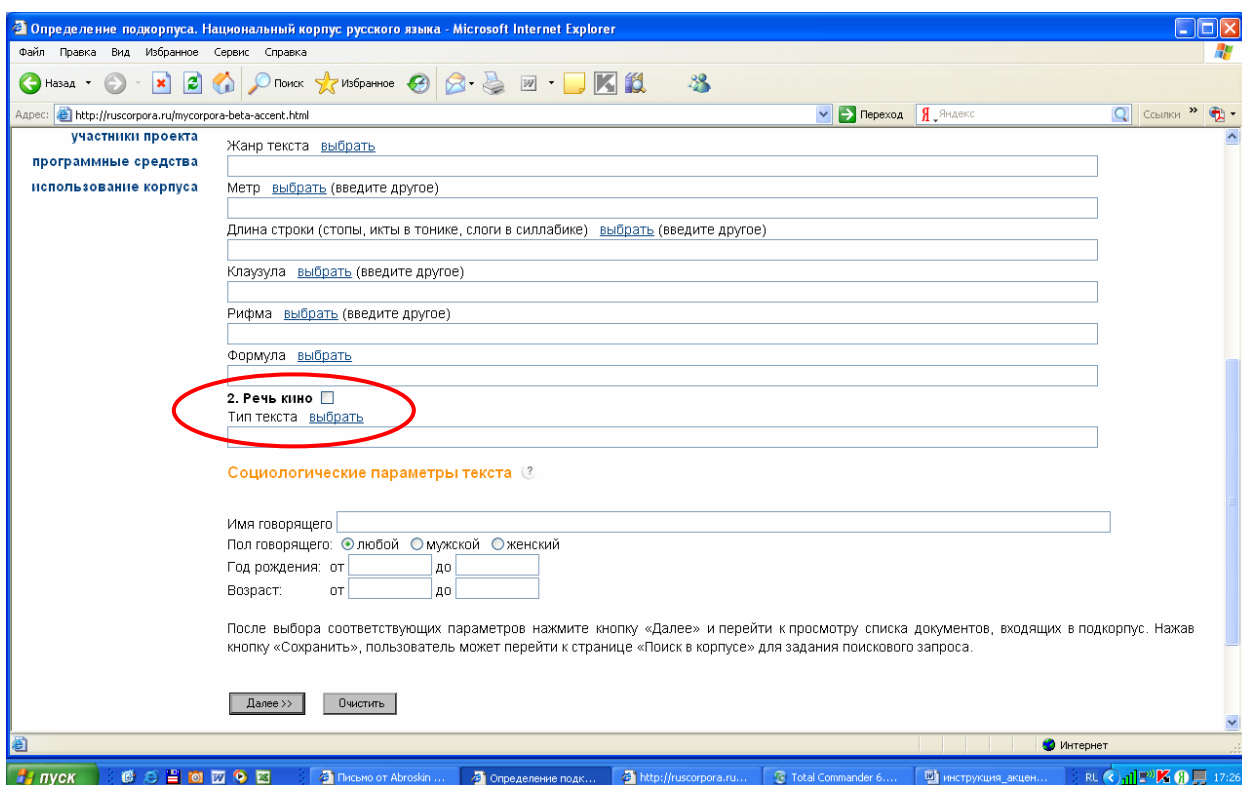 Определение подкорпуса. Национальный корпус русского языка - Microsoft Internet Explorer
Файл Правка Вид Избранное Сервис Справка
Назад Поиск Избранное
Адрес: http://ruscorpora.ru/mycorpora-beta-accent.html Переход Я Яндекс Ссылки »
участники проекта
программные средства
использование корпуса
Жанр текста выбрать
Метр выбрать (введите другое)
Длина строки (стопы, икты в тонике, слоги в силлабике) выбрать (введите другое)
Клаузула выбрать (введите другое)
Рифма выбрать (введите другое)
Формула выбрать
2. Речь кино
Тип текста выбрать
Социологические параметры текста ?
Имя говорящего
Пол говорящего: любой мужской женский
Год рождения: от до
Возраст: от до
После выбора соответствующих параметров нажмите кнопку «Далее» и перейти к просмотру списка документов, входящих в подкорпус. Нажав
кнопку «Сохранить», пользователь может перейти к странице «Поиск в корпусе» для задания поискового запроса.
Далее >> Очистить
Интернет
пуск Письмо от Abroskin ... Определение подк... http://ruscorpora.ru... Total Commander 6.... инструкция_акцен... RL 17:26